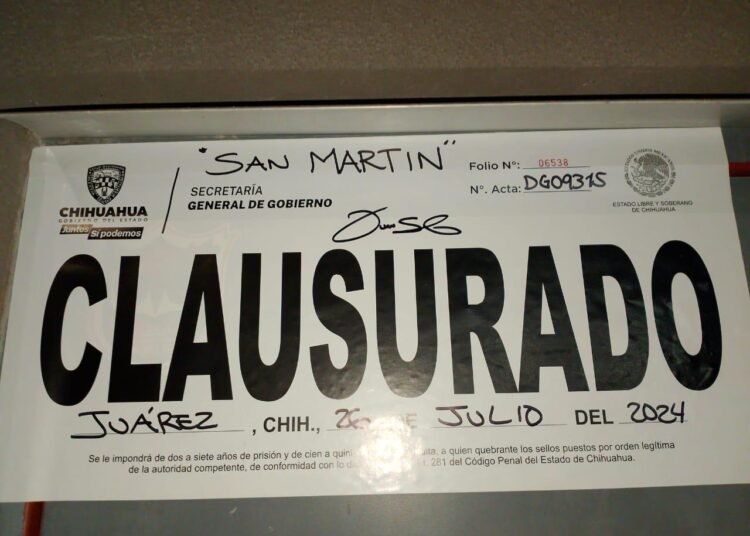 "SAN MARTIN"
Folio N°: 06538
N°. Acta: DG09315
CHIHUAHUA
GOBIERNO DEL ESTADO
Juntos Sí podemos
SECRETARÍA
GENERAL DE GOBIERNO
ESTADO LIBRE Y SOBERANO
DE CHIHUAHUA
CLAUSURADO
JUÁREZ, CHIH., 26 DE JULIO DEL 2024
Se le impondrá de dos a siete años de prisión y de cien a a quien quebrante los sellos puestos por orden legítima
de la autoridad competente, de conformidad con lo 281 del Código Penal del Estado de Chihuahua.